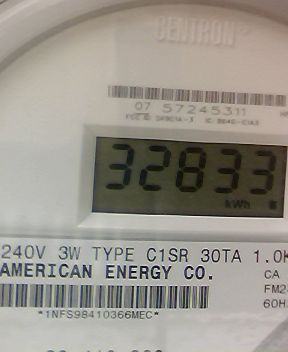 CENTRON
07 57245311
32833
kWh
240V 3W TYPE C1SR 30TA 1.0K
AMERICAN ENERGY CO.
CA
FM2
60H
*1NFS98410366MEC*